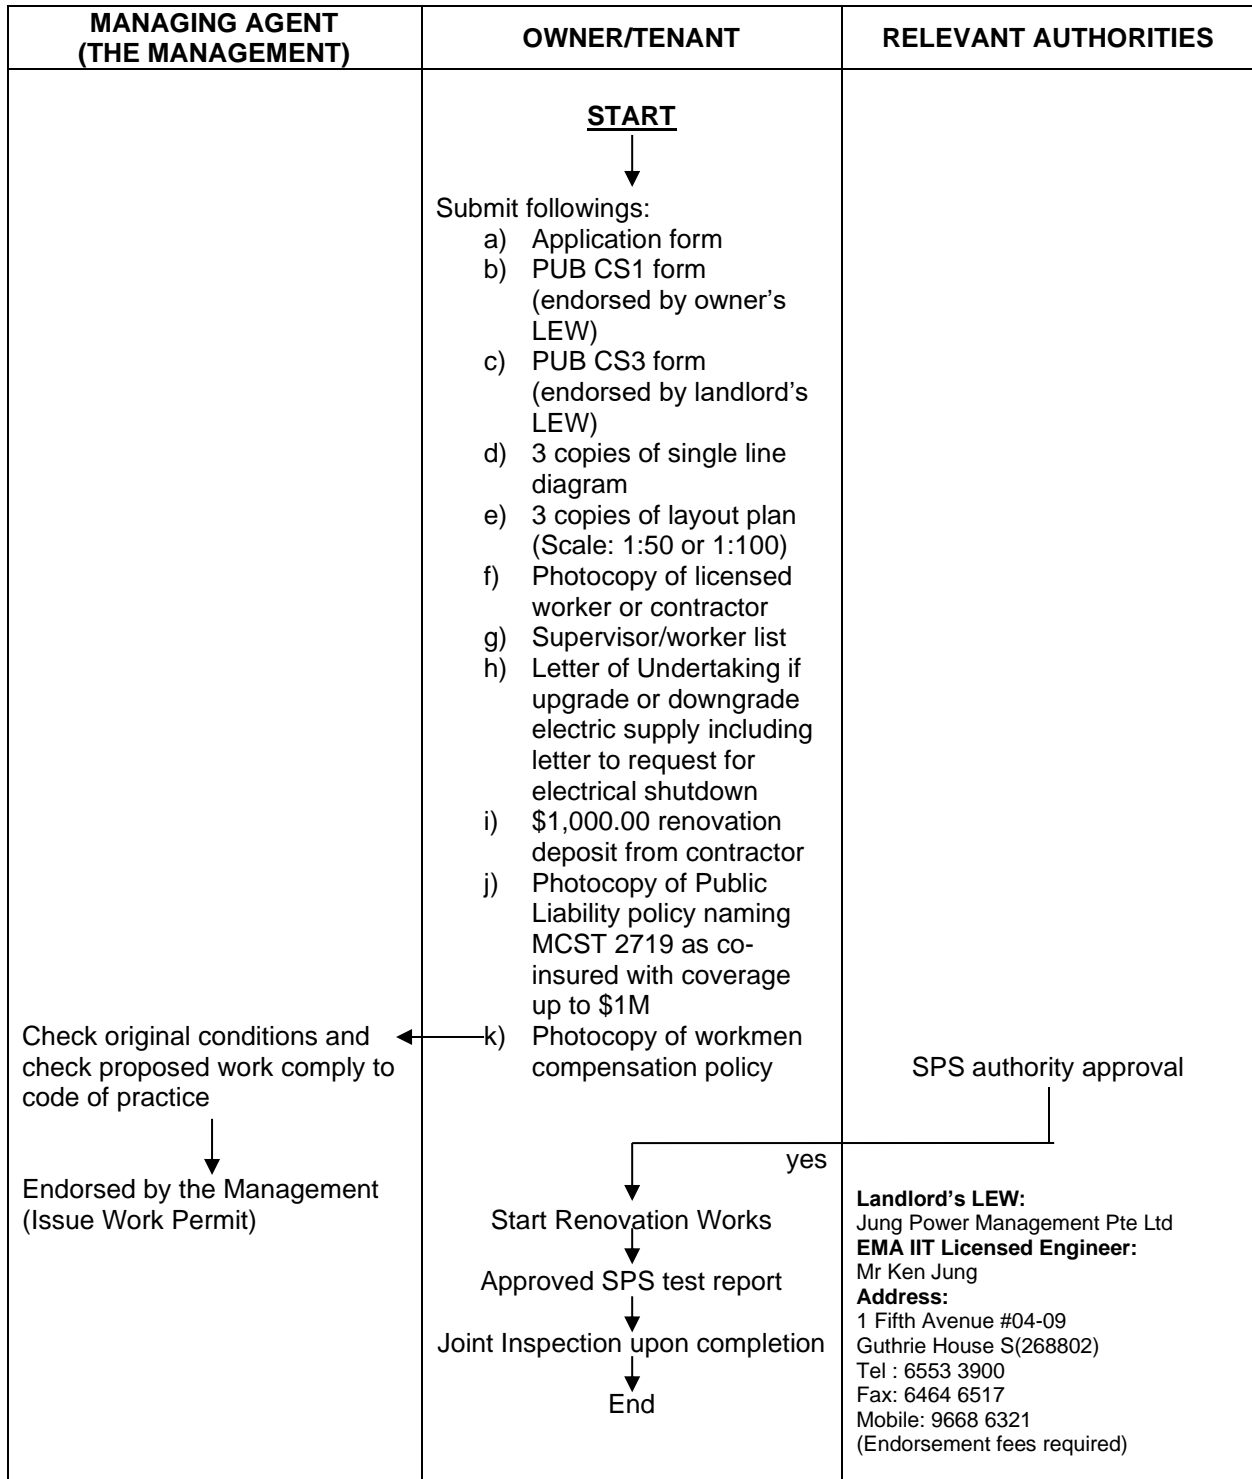 MANAGING AGENT
(THE MANAGEMENT)
OWNER/TENANT
RELEVANT AUTHORITIES
START
Submit followings:
a) Application form
b) PUB CS1 form
(endorsed by owner’s
LEW)
c) PUB CS3 form
(endorsed by landlord’s
LEW)
d) 3 copies of single line
diagram
e) 3 copies of layout plan
(Scale: 1:50 or 1:100)
f) Photocopy of licensed
worker or contractor
g) Supervisor/worker list
h) Letter of Undertaking if
upgrade or downgrade
electric supply including
letter to request for
electrical shutdown
i) $1,000.00 renovation
deposit from contractor
j) Photocopy of Public
Liability policy naming
MCST 2719 as co-
insured with coverage
up to $1M
k) Photocopy of workmen
compensation policy
Check original conditions and
check proposed work comply to
code of practice
Endorsed by the Management
(Issue Work Permit)
SPS authority approval
yes
Start Renovation Works
Approved SPS test report
Joint Inspection upon completion
End
Landlord’s LEW:
Jung Power Management Pte Ltd
EMA IIT Licensed Engineer:
Mr Ken Jung
Address:
1 Fifth Avenue #04-09
Guthrie House S(268802)
Tel : 6553 3900
Fax: 6464 6517
Mobile: 9668 6321
(Endorsement fees required)